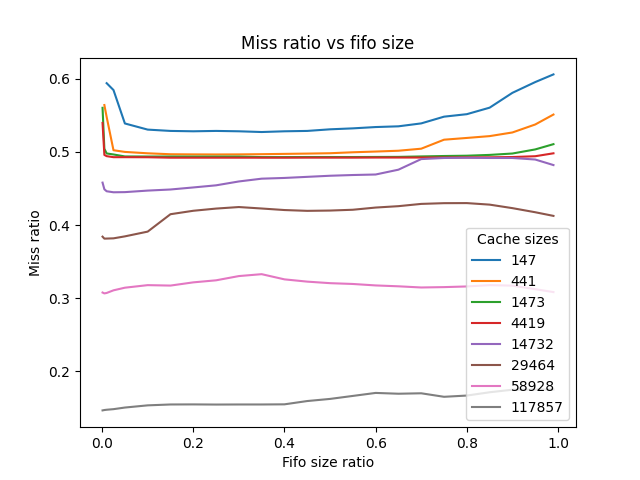 Miss ratio vs fifo size
0.6
0.5
0.4
0.3
0.2
Miss ratio
Cache sizes
147
441
1473
4419
14732
29464
58928
117857
0.0 0.2 0.4 0.6 0.8 1.0
Fifo size ratio